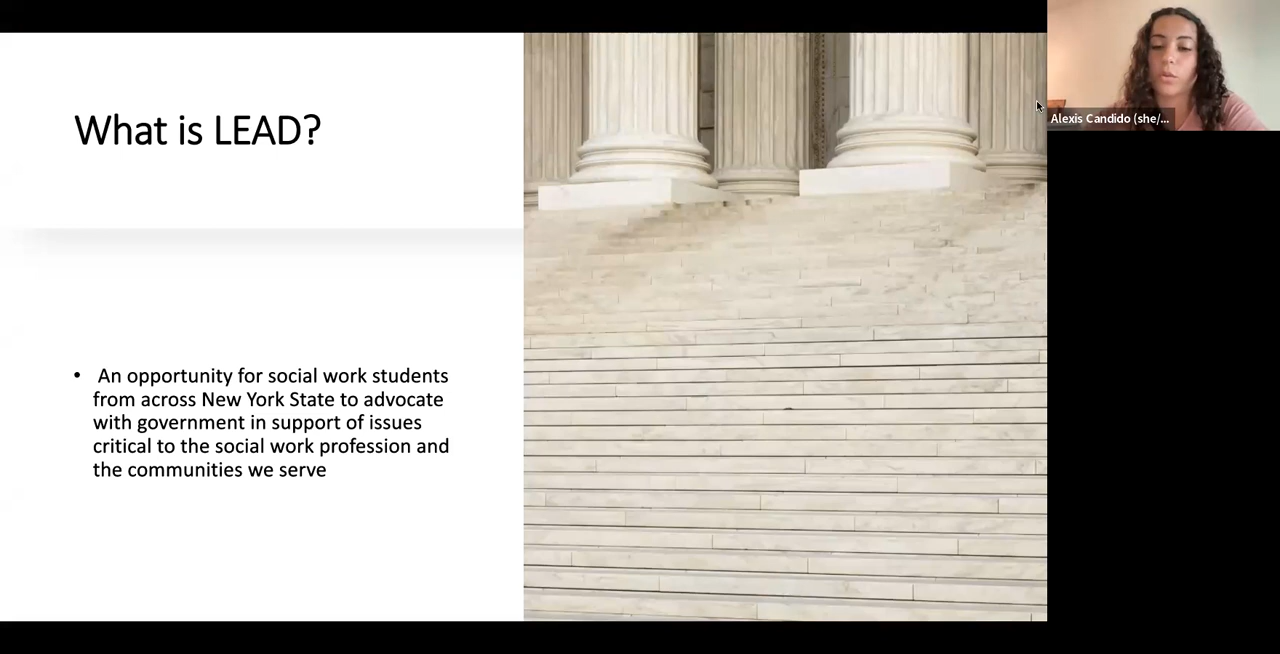 What is LEAD?
• An opportunity for social work students
from across New York State to advocate
with government in support of issues
critical to the social work profession and
the communities we serve
Alexis Candido (she/...